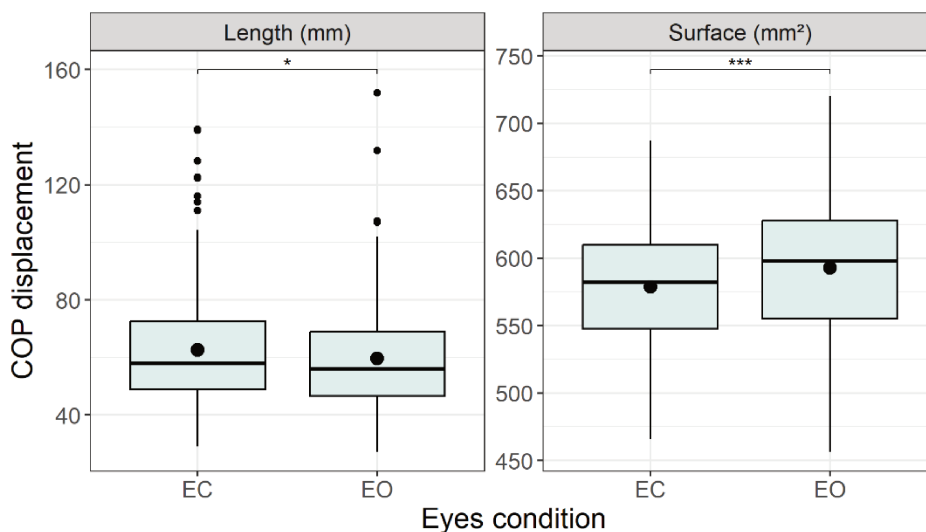 Length (mm)
Surface (mm²)
COP displacement
160
120
80
40
*
EC
EO
750
700
650
600
550
500
450
***
EC
EO
Eyes condition